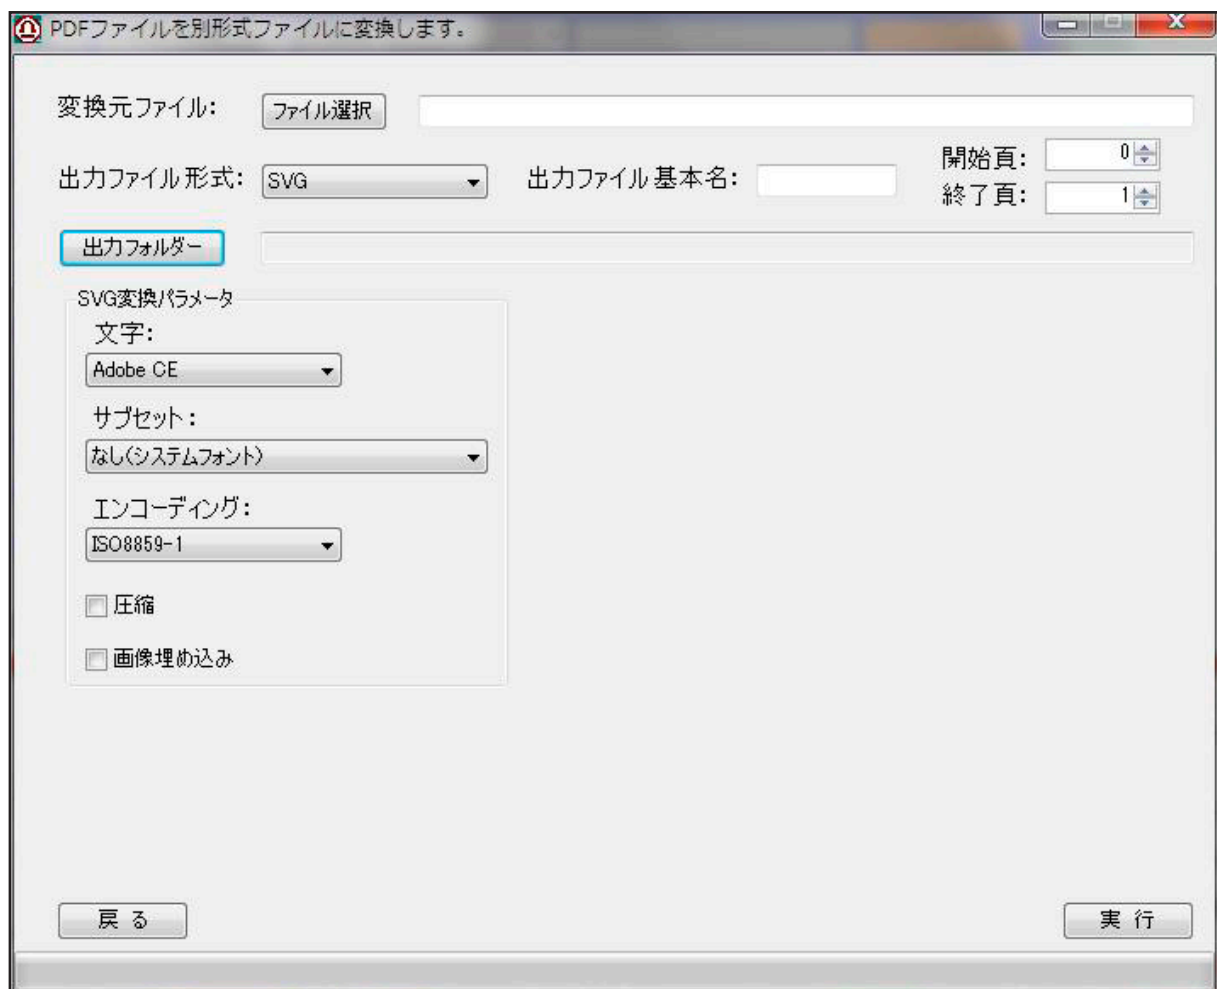 PDFファイルを別形式ファイルに変換します。
変換元ファイル: ファイル選択
出力ファイル形式: SVG 出力ファイル基本名: 開始頁: 0
終了頁: 1
出力フォルダー
SVG変換パラメータ
文字:
Adobe CE
サブセット:
なし(システムフォント)
エンコーディング:
ISO8859-1
圧縮
画像埋め込み
戻る 実行